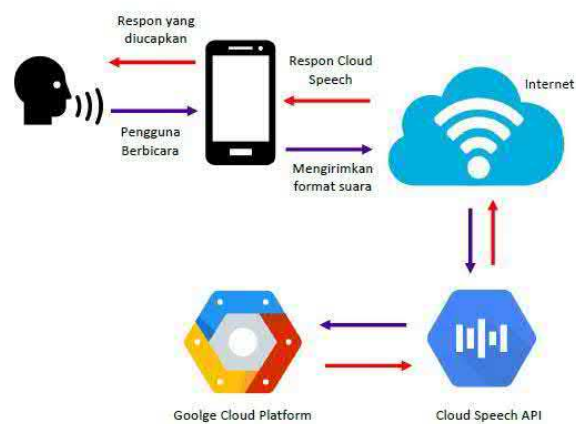 Respon yang
diucapkan
Respon Cloud
Speech
Internet
Pengguna
Berbicara
Mengirimkan
format suara
Goolge Cloud Platform
Cloud Speech API